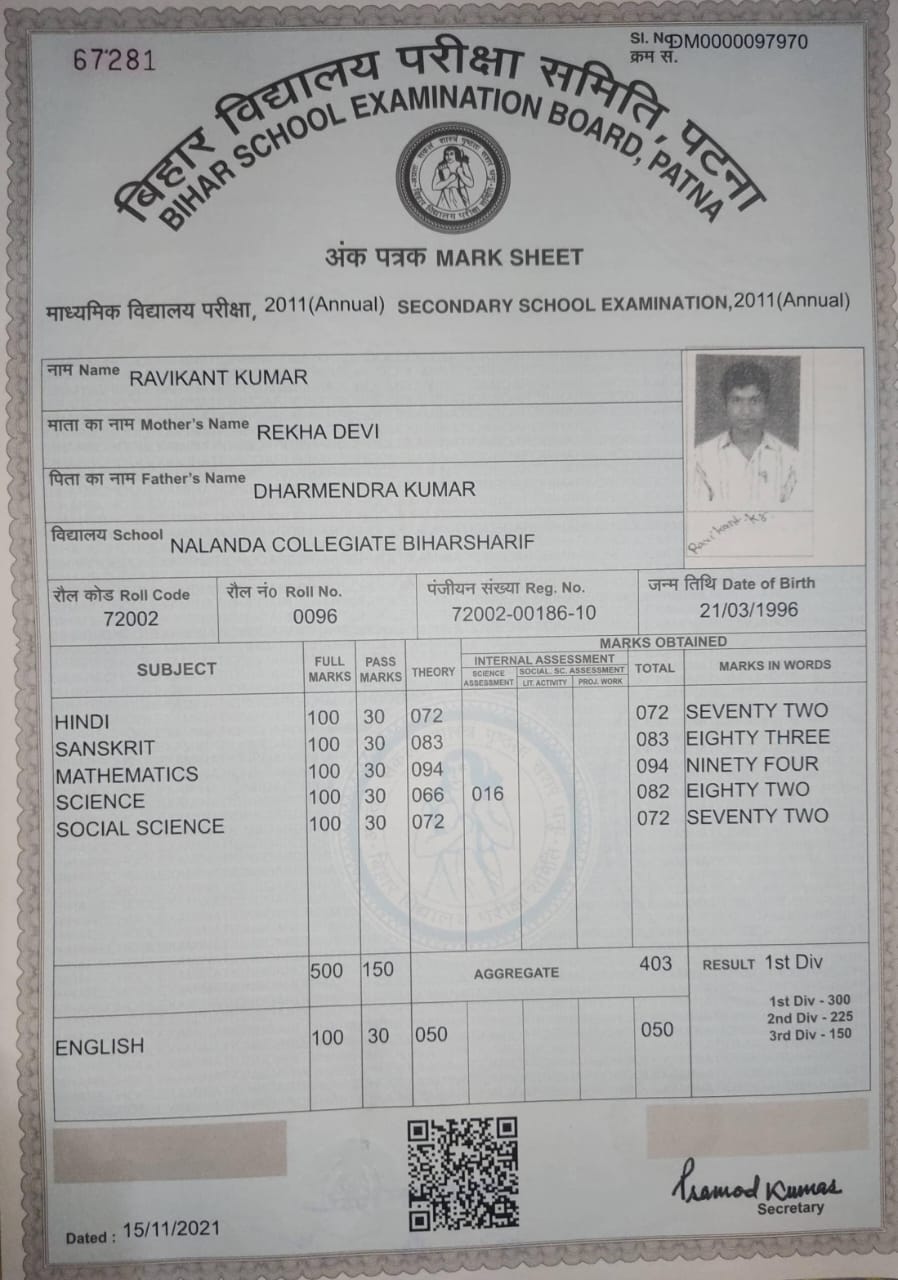 67281
Sl. No DM0000097970
क्रम सं.
बिहार विद्यालय परीक्षा समिति, पटना
BIHAR SCHOOL EXAMINATION BOARD, PATNA
अंक पत्रक MARK SHEET
माध्यमिक विद्यालय परीक्षा, 2011(Annual) SECONDARY SCHOOL EXAMINATION,2011(Annual)
नाम Name RAVIKANT KUMAR
माता का नाम Mother's Name REKHA DEVI
पिता का नाम Father's Name DHARMENDRA KUMAR
विद्यालय School NALANDA COLLEGIATE BIHARSHARIF
Ravikant Kr.
रौल कोड Roll Code रौल नं० Roll No. पंजीयन संख्या Reg. No. जन्म तिथि Date of Birth
72002 0096 72002-00186-10 21/03/1996
SUBJECT FULL MARKS PASS MARKS THEORY MARKS OBTAINED
INTERNAL ASSESSMENT TOTAL MARKS IN WORDS
SCIENCE ASSESSMENT SOCIAL. SC. ASSESSMENT
LIT. ACTIVITY PROJ. WORK
HINDI 100 30 072 072 SEVENTY TWO
SANSKRIT 100 30 083 083 EIGHTY THREE
MATHEMATICS 100 30 094 094 NINETY FOUR
SCIENCE 100 30 066 016 082 EIGHTY TWO
SOCIAL SCIENCE 100 30 072 072 SEVENTY TWO
500 150 AGGREGATE 403 RESULT 1st Div
1st Div - 300
2nd Div - 225
3rd Div - 150
ENGLISH 100 30 050 050
Pramod Kumar
Secretary
Dated : 15/11/2021